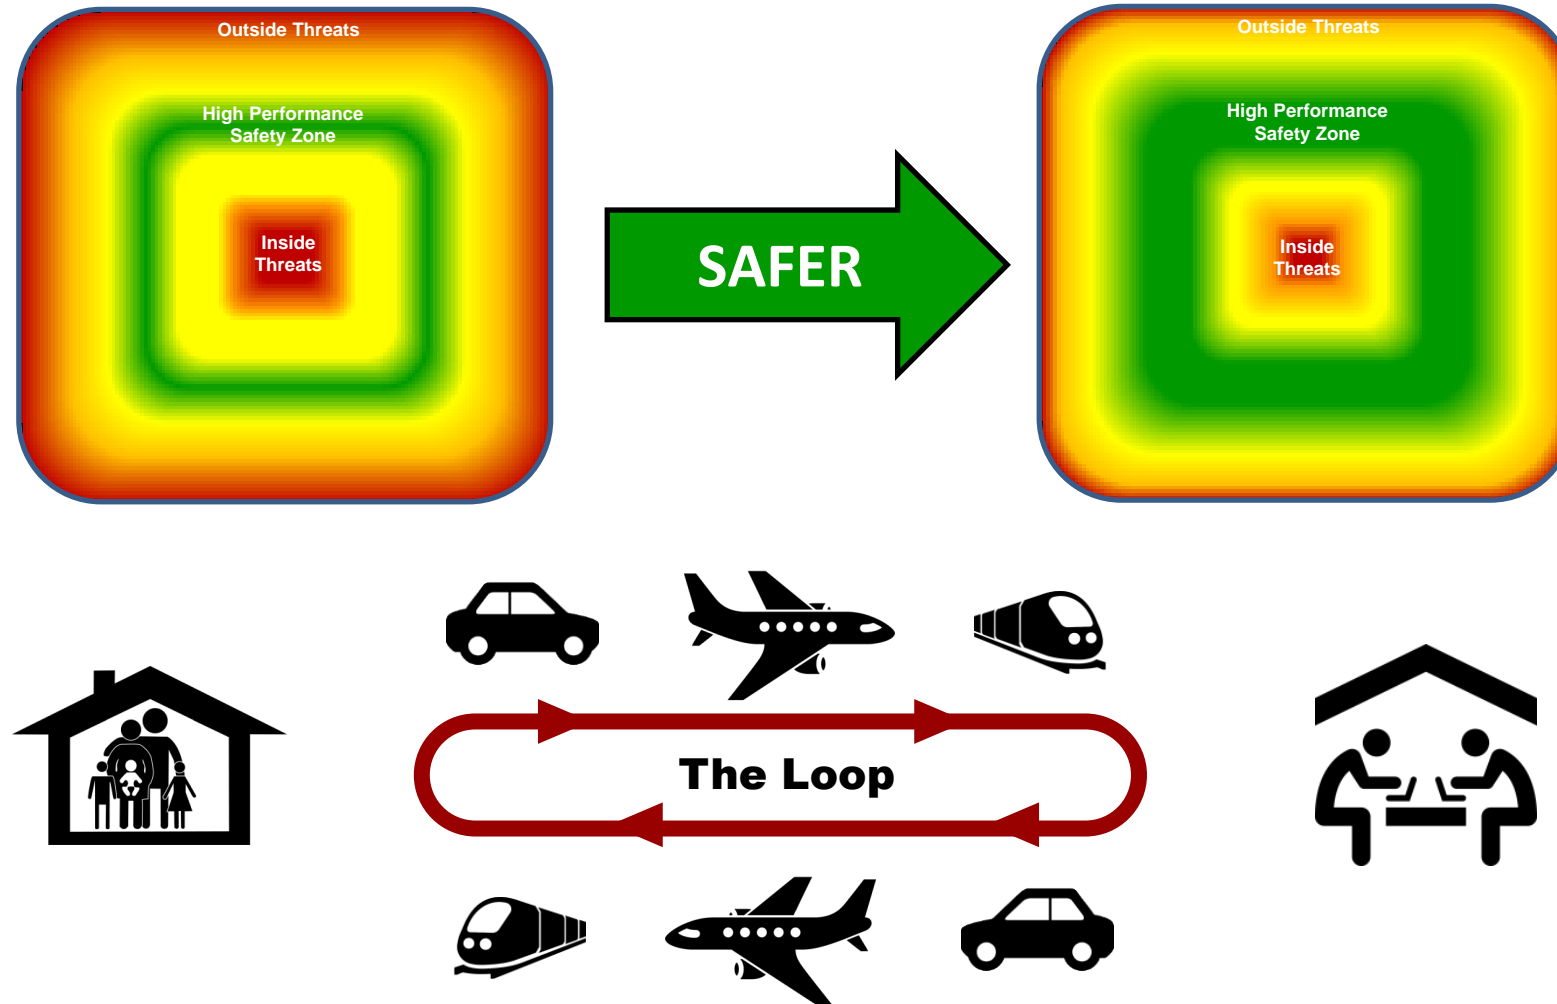 Outside Threats
High Performance
Safety Zone
Inside
Threats
SAFER
Outside Threats
High Performance
Safety Zone
Inside
Threats
The Loop